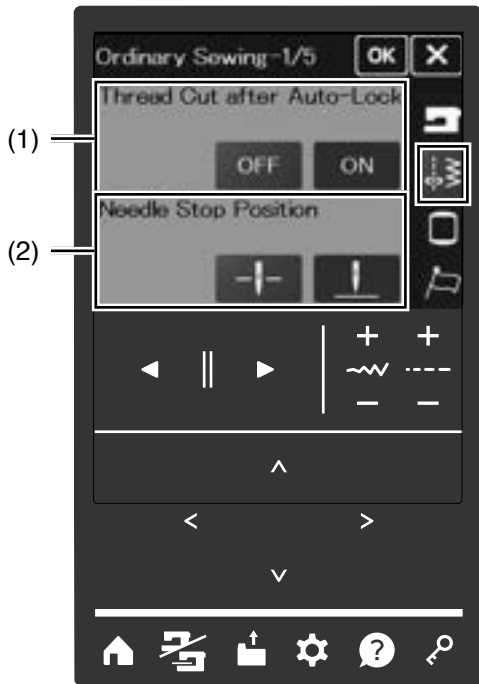 Ordinary Sewing-1/5 OK X
Thread Cut after Auto-Lock
(1)
OFF ON
Needle Stop Position
(2)
+ +
− −
?